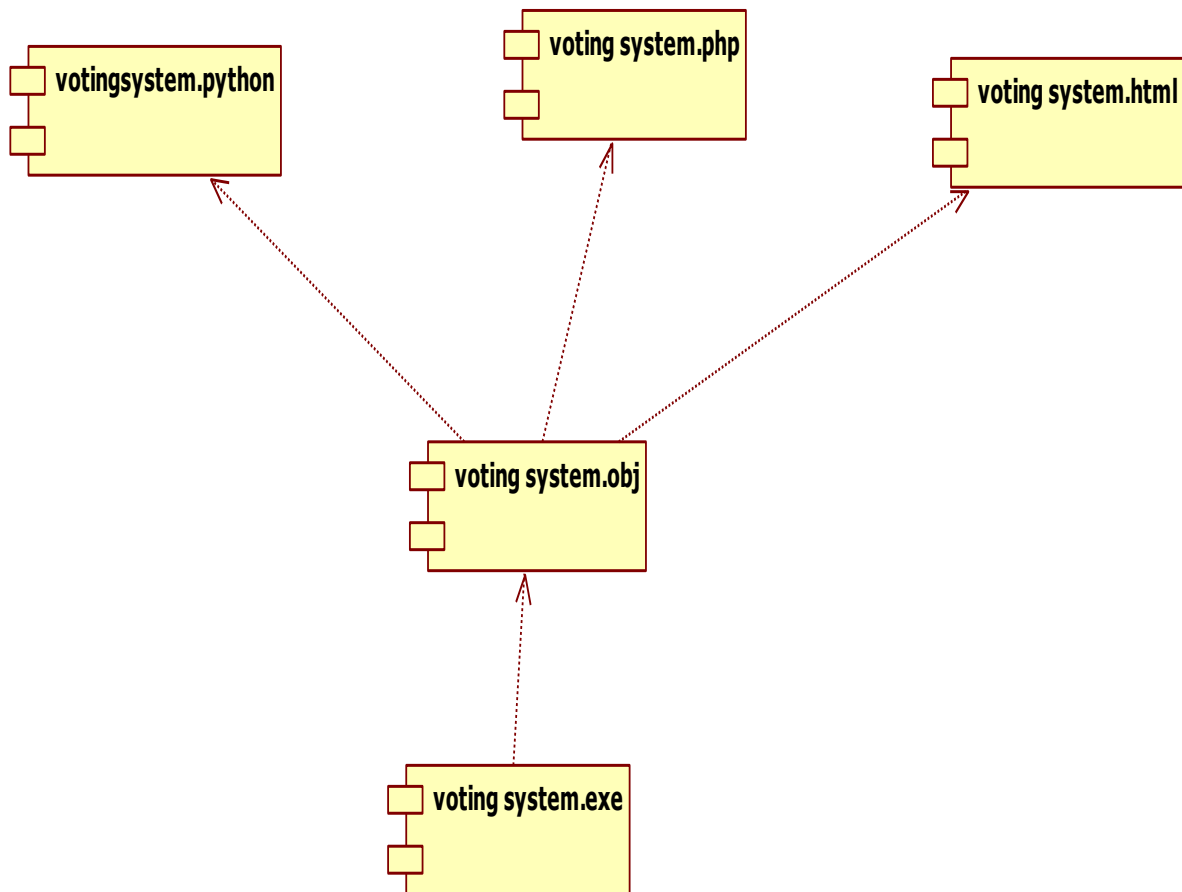 votingsystem.python
voting system.php
voting system.html
voting system.obj
voting system.exe